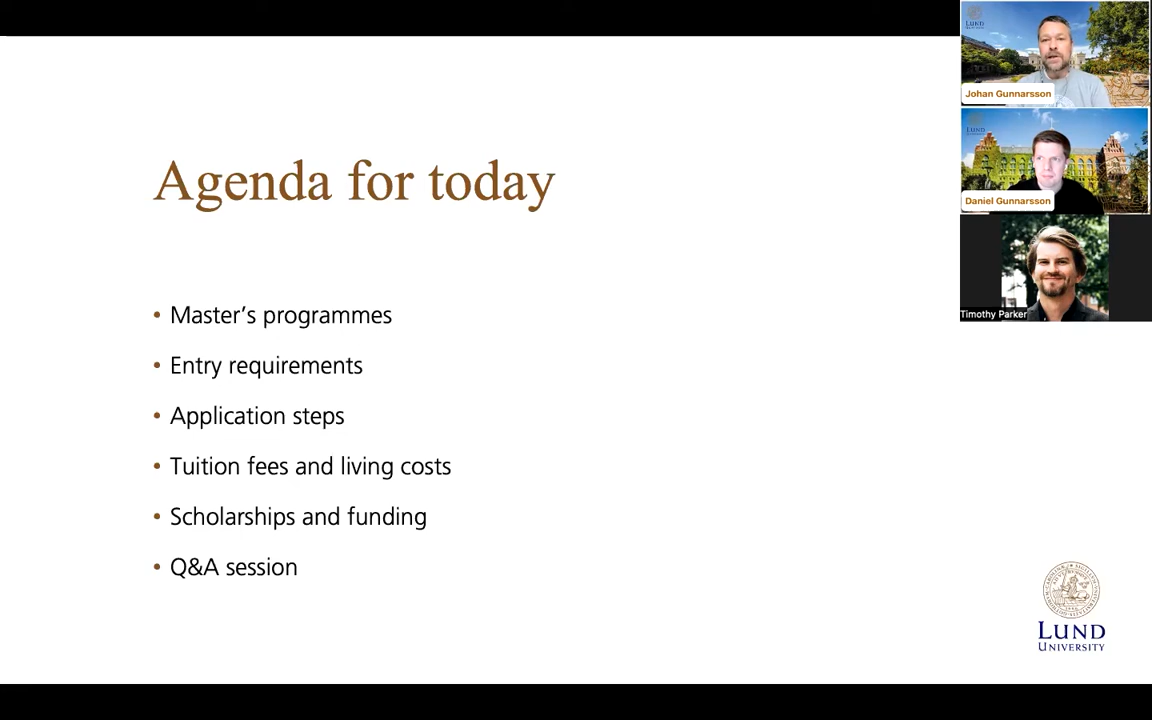 Agenda for today
• Master’s programmes
• Entry requirements
• Application steps
• Tuition fees and living costs
• Scholarships and funding
• Q&A session
Johan Gunnarsson
Daniel Gunnarsson
Timothy Parker
LUND
UNIVERSITY